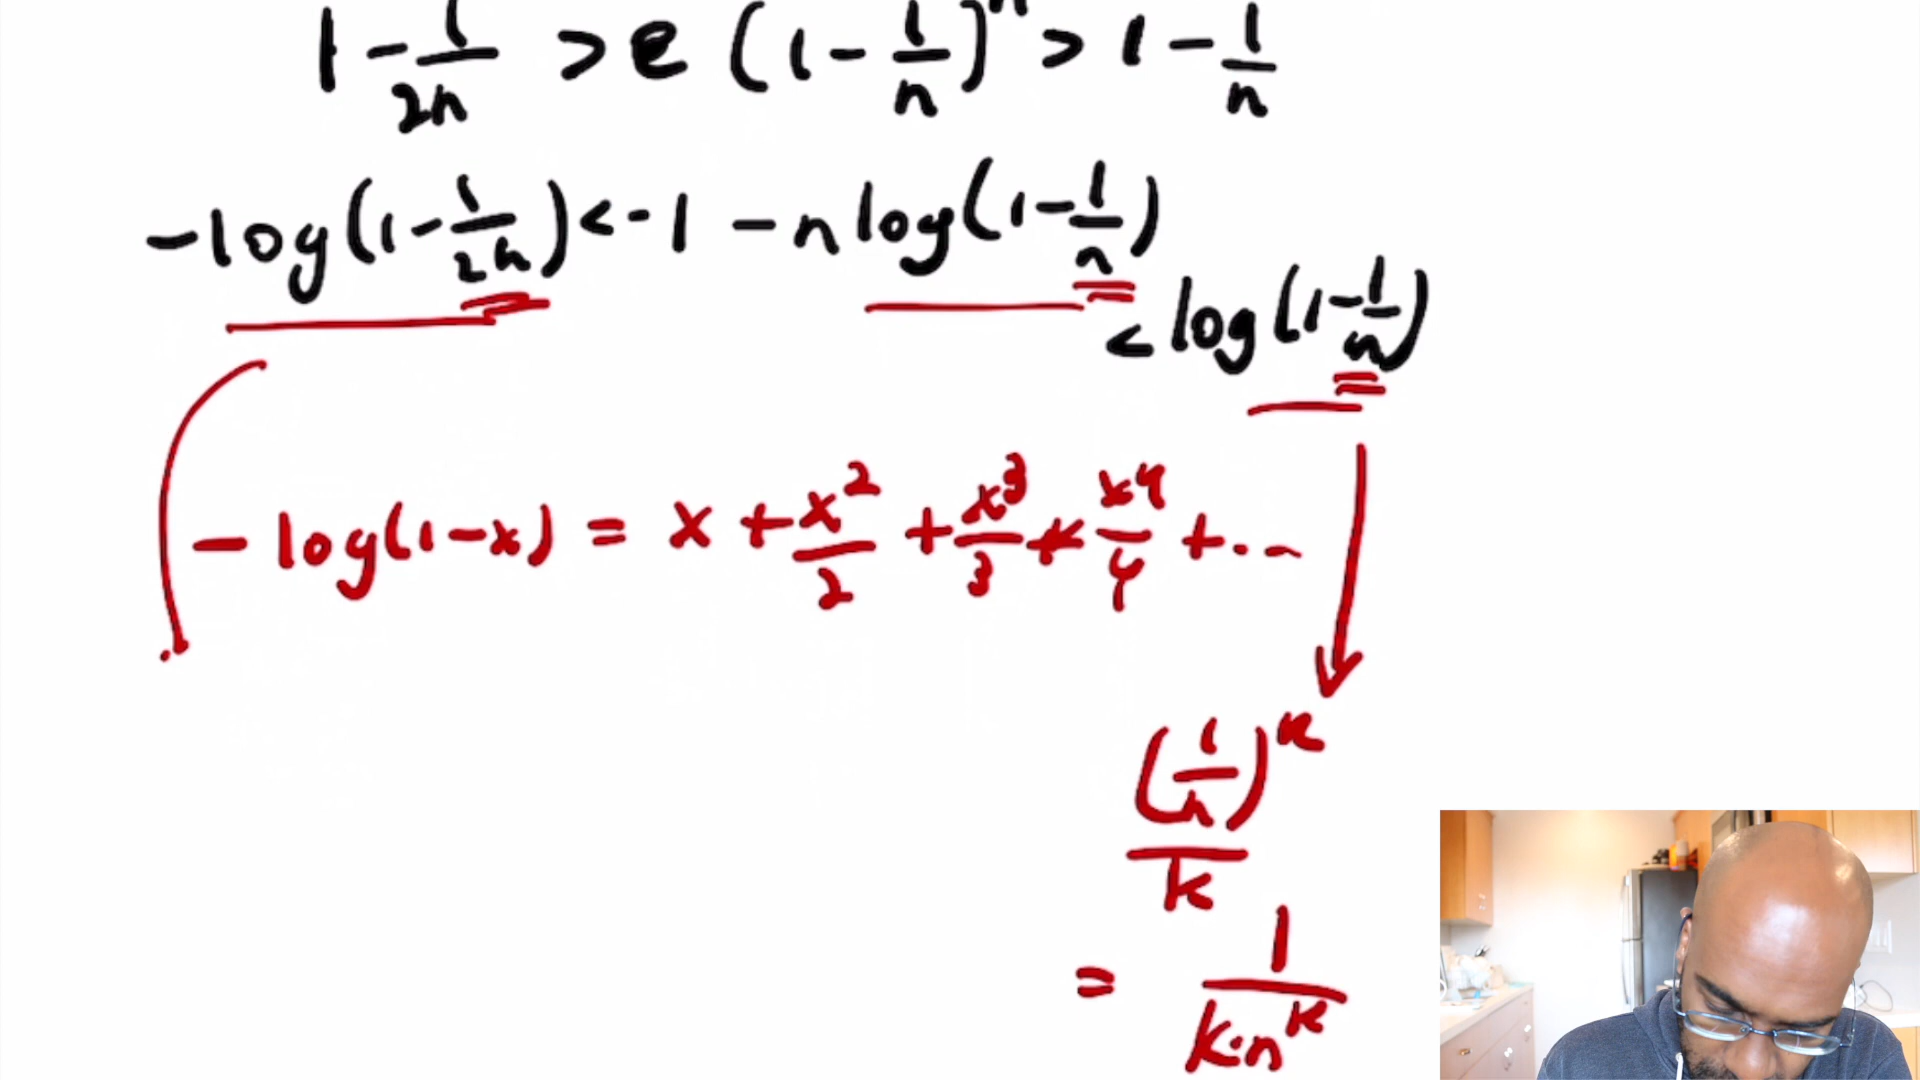 1 - 1/2n > e (1 - 1/n)^n > 1 - 1/n
-log(1 - 1/2n) < -1 - n log(1 - 1/n)
< log(1 - 1/n)
-log(1-x) = x + x^2/2 + x^3/3 + x^4/4 + ...
(1/n)^k / k
= 1 / k·n^k